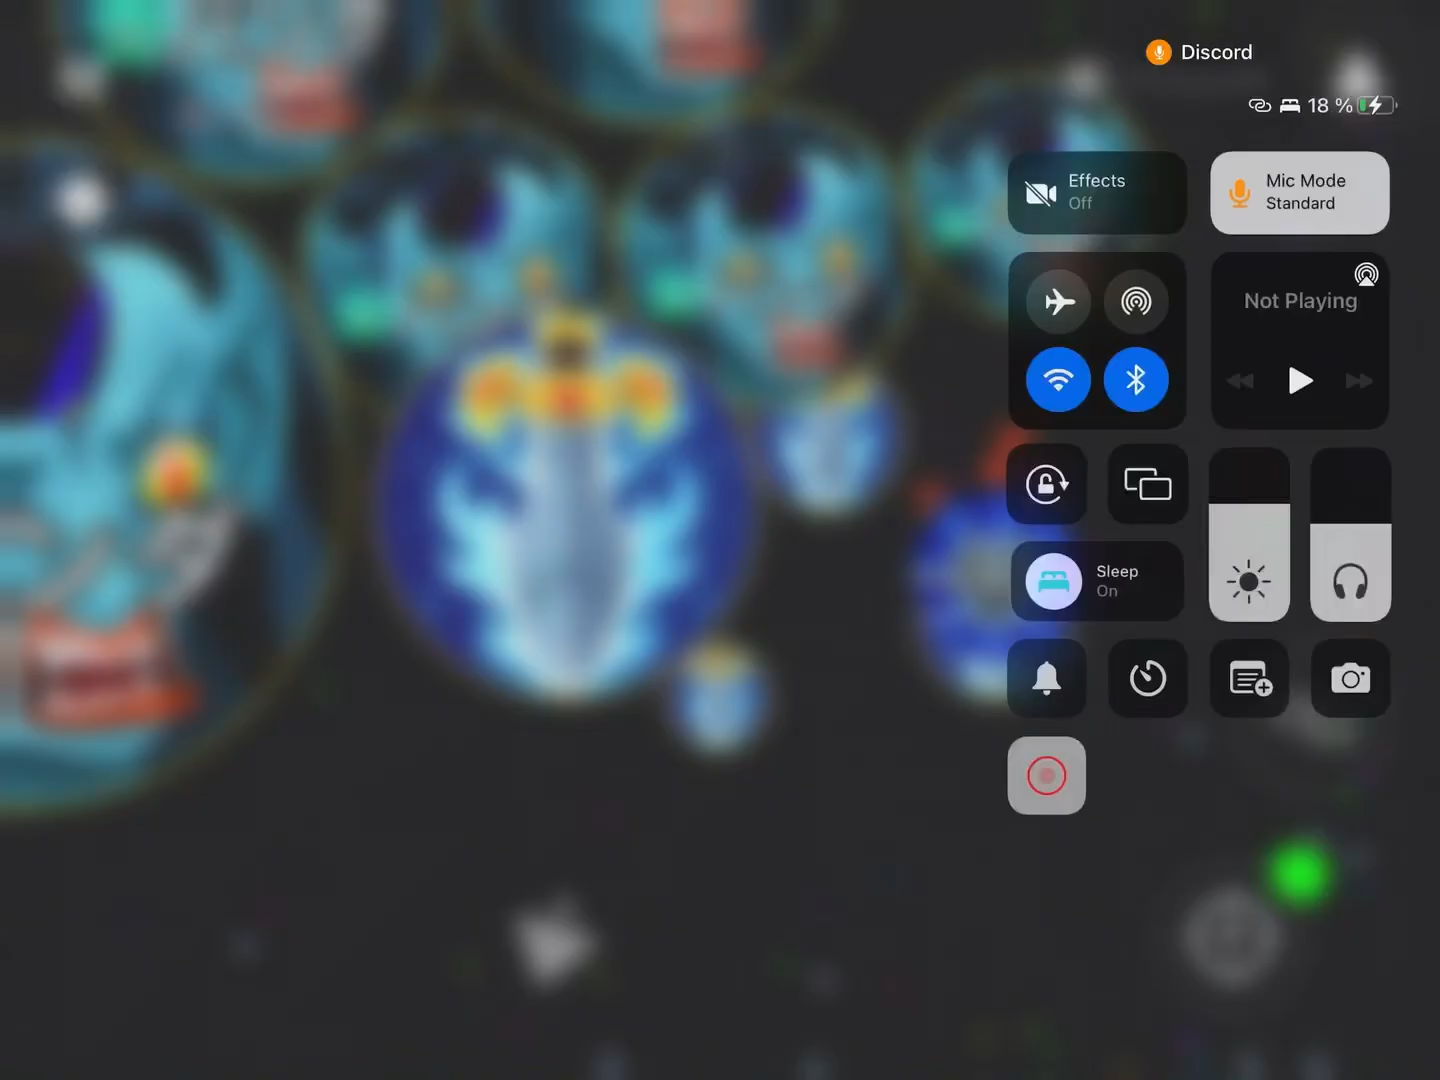 Discord
18 %
Effects
Off
Mic Mode
Standard
Not Playing
Sleep
On